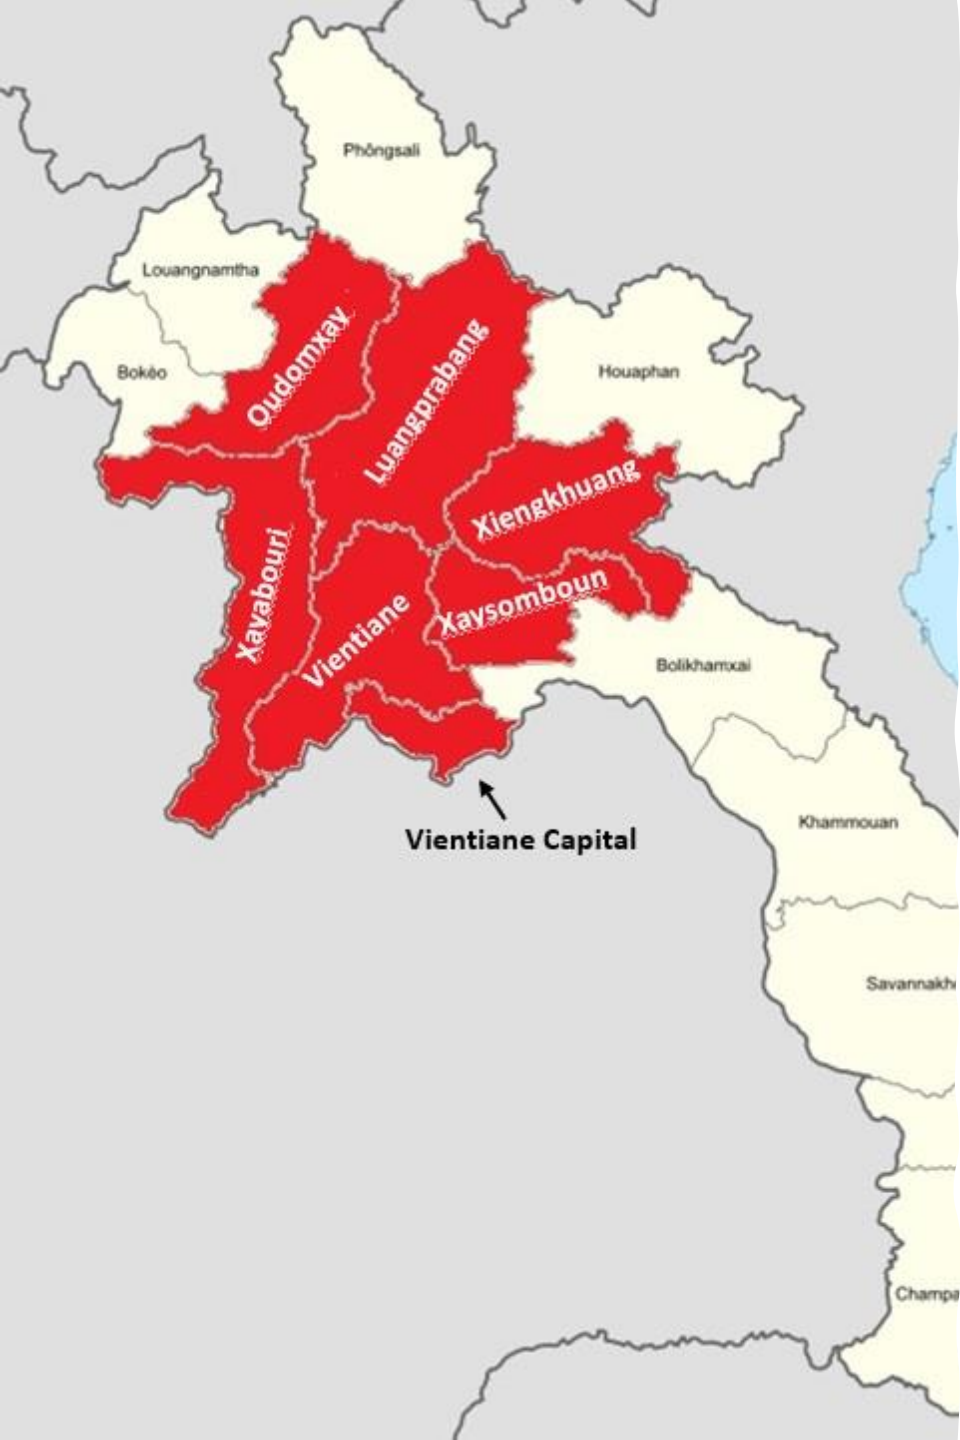 Phôngsali
Louangnamtha
Oudomxay
Bokèo
Houaphan
Luangprabang
Xiengkhuang
Xayabouri
Xaysomboun
Vientiane
Bolikhamxai
Khammouan
Vientiane Capital
Savannakh
Champa